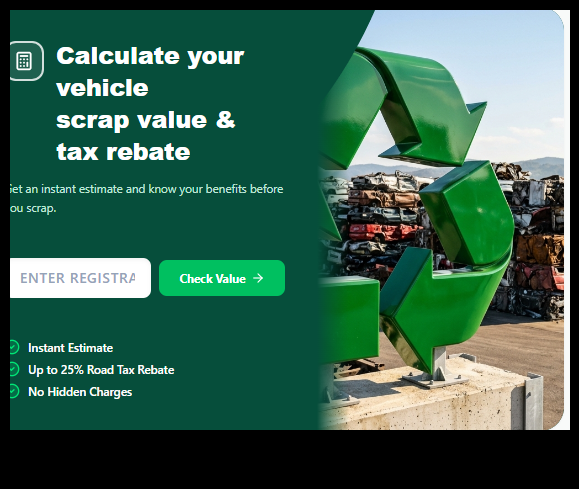 Calculate your
vehicle
scrap value &
tax rebate
et an instant estimate and know your benefits before
ou scrap.
ENTER REGISTRA
Check Value →
Instant Estimate
Up to 25% Road Tax Rebate
No Hidden Charges